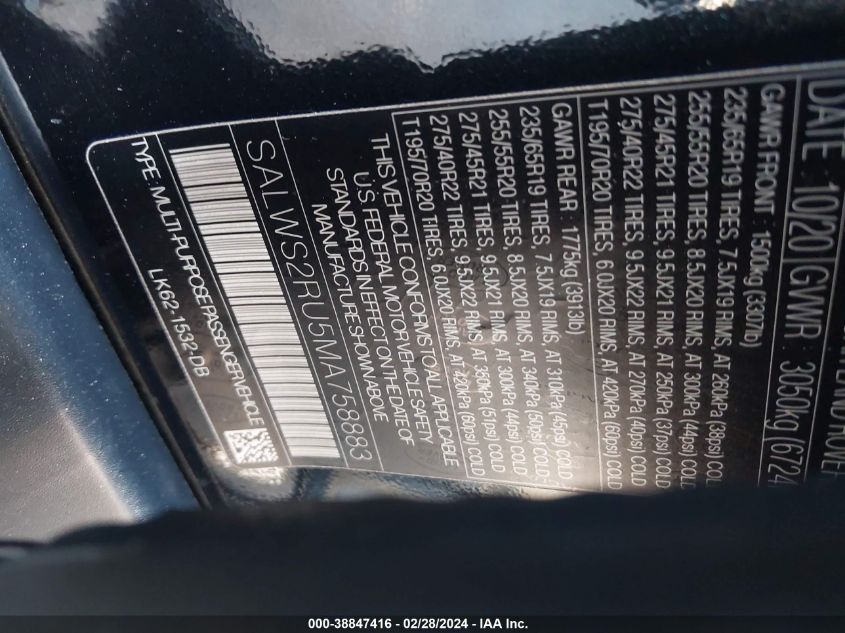 AND ROVER
DATE: 10/20 GVWR : 3050kg (6724
GAWR FRONT : 1500kg (3307lb)
235/65R19 TIRES, 7.5JX19 RIMS, AT 260kPa (38psi) COLD
255/55R20 TIRES, 8.5JX20 RIMS, AT 300kPa (44psi) COLD
275/45R21 TIRES, 9.5JX21 RIMS, AT 250kPa (37psi) COLD
275/40R22 TIRES, 9.5JX22 RIMS, AT 270kPa (40psi) COLD
T195/70R20 TIRES, 6.0JX20 RIMS, AT 420kPa (60psi) COLD
GAWR REAR : 1775kg (3913lb)
235/65R19 TIRES, 7.5JX19 RIMS, AT 310kPa (45psi) COLD
255/55R20 TIRES, 8.5JX20 RIMS, AT 340kPa (50psi) COLD
275/45R21 TIRES, 9.5JX21 RIMS, AT 300kPa (44psi) COLD
275/40R22 TIRES, 9.5JX22 RIMS, AT 350kPa (51psi) COLD
T195/70R20 TIRES, 6.0JX20 RIMS, AT 420kPa (60psi) COLD
THIS VEHICLE CONFORMS TO ALL APPLICABLE
U.S. FEDERAL MOTOR VEHICLE SAFETY
STANDARDS IN EFFECT ON THE DATE OF
MANUFACTURE SHOWN ABOVE
SALWS2RU5MA758883
TYPE: MULTI-PURPOSE PASSENGER VEHICLE
LK62-1532-DB
000-38847416 - 02/28/2024 - IAA Inc.